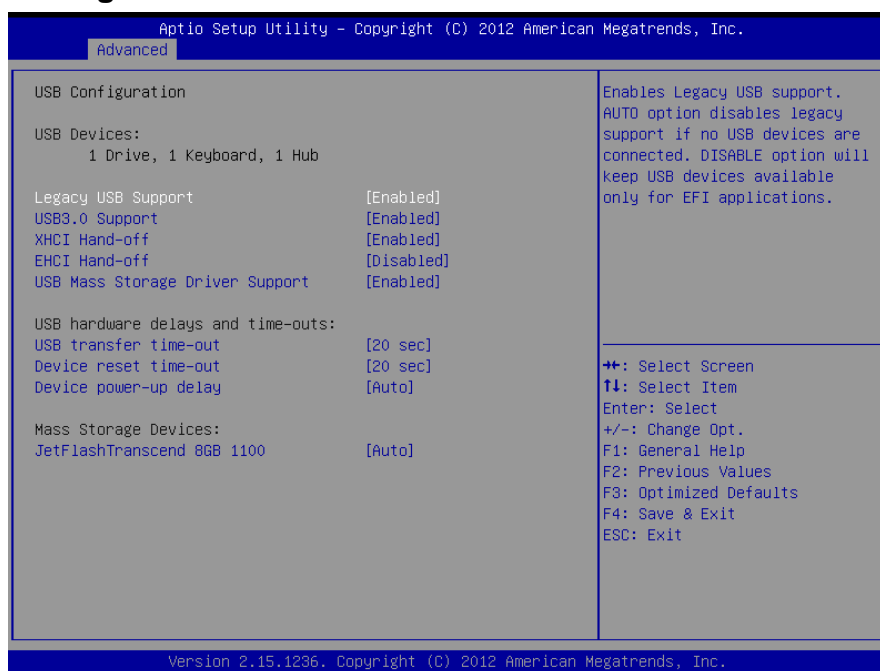 Aptio Setup Utility – Copyright (C) 2012 American Megatrends, Inc.
Advanced
USB Configuration
USB Devices:
1 Drive, 1 Keyboard, 1 Hub
Legacy USB Support [Enabled]
USB3.0 Support [Enabled]
XHCI Hand-off [Enabled]
EHCI Hand-off [Disabled]
USB Mass Storage Driver Support [Enabled]
USB hardware delays and time-outs:
USB transfer time-out [20 sec]
Device reset time-out [20 sec]
Device power-up delay [Auto]
Mass Storage Devices:
JetFlashTranscend 8GB 1100 [Auto]
Enables Legacy USB support.
AUTO option disables legacy
support if no USB devices are
connected. DISABLE option will
keep USB devices available
only for EFI applications.
→←: Select Screen
↑↓: Select Item
Enter: Select
+/-: Change Opt.
F1: General Help
F2: Previous Values
F3: Optimized Defaults
F4: Save & Exit
ESC: Exit
Version 2.15.1236. Copyright (C) 2012 American Megatrends, Inc.